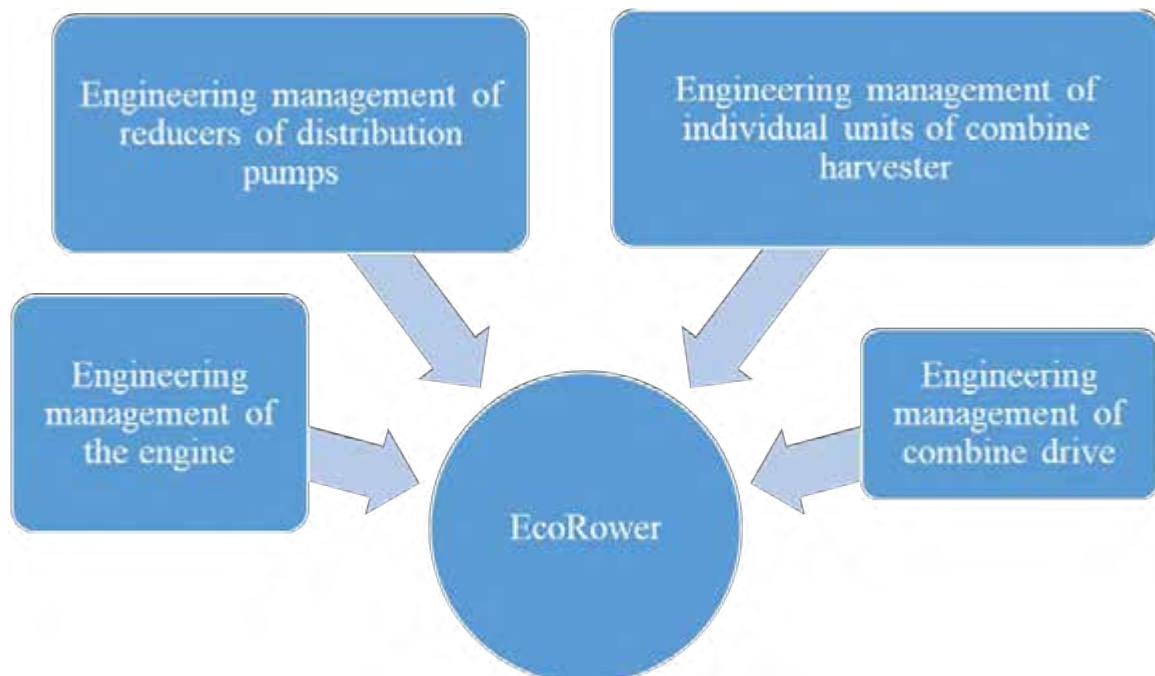 Engineering management of
reducers of distribution
pumps
Engineering management of
individual units of combine
harvester
Engineering
management of
the engine
Engineering
management of
combine drive
EcoRower